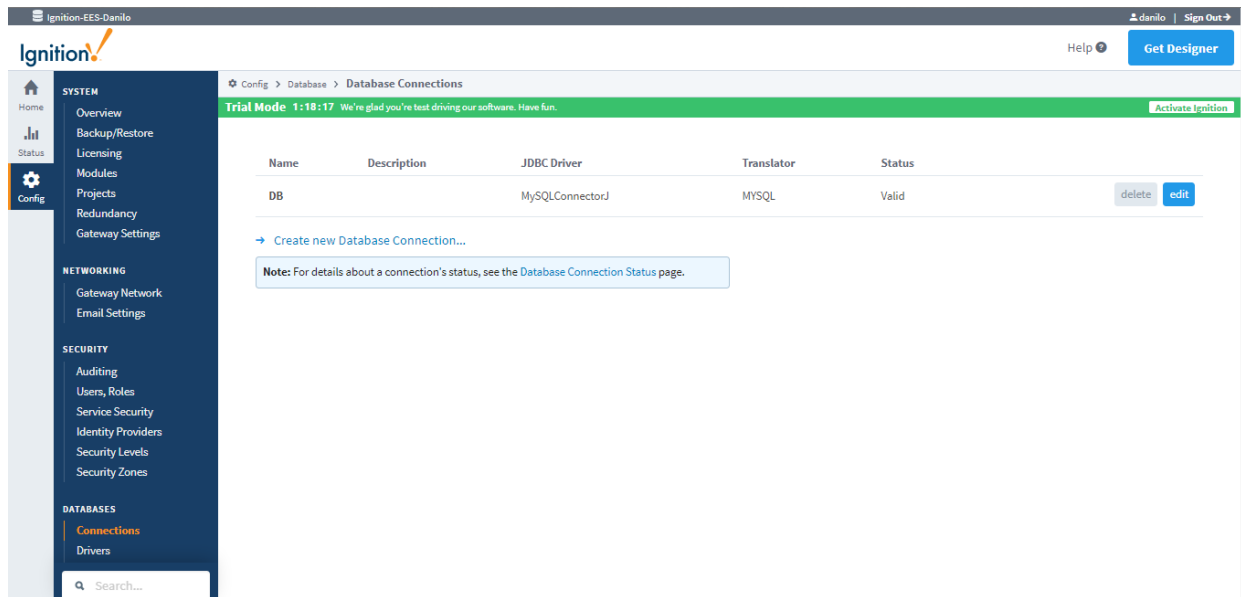 Ignition-EES-Danilo
danilo | Sign Out
Ignition!
Help
Get Designer
Home
Status
Config
SYSTEM
Overview
Backup/Restore
Licensing
Modules
Projects
Redundancy
Gateway Settings
NETWORKING
Gateway Network
Email Settings
SECURITY
Auditing
Users, Roles
Service Security
Identity Providers
Security Levels
Security Zones
DATABASES
Connections
Drivers
Search...
Config > Database > Database Connections
Trial Mode 1:18:17 We're glad you're test driving our software. Have fun.
Activate Ignition
Name Description JDBC Driver Translator Status
DB MySQLConnectorJ MYSQL Valid delete edit
→ Create new Database Connection...
Note: For details about a connection's status, see the Database Connection Status page.